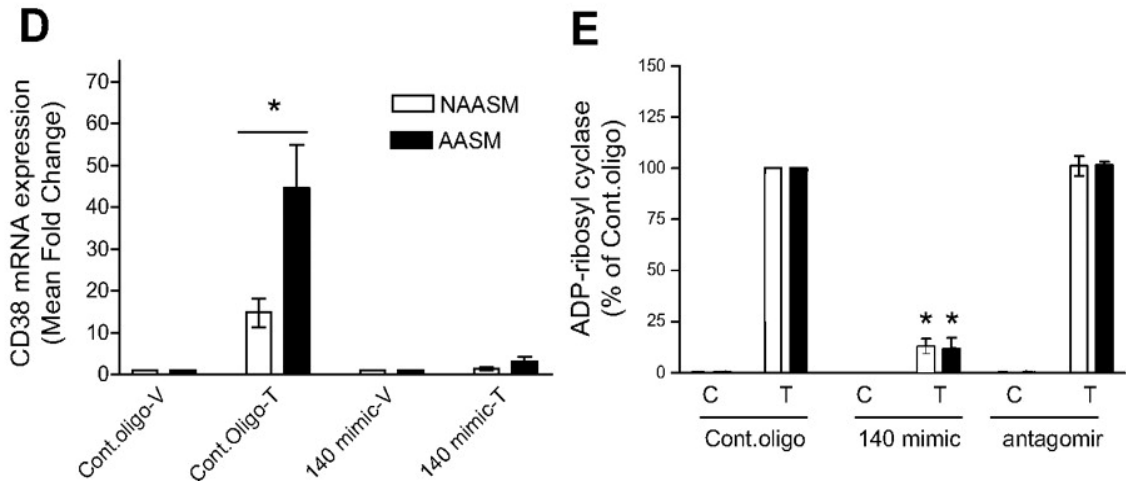 D
CD38 mRNA expression
(Mean Fold Change)
70
60
50
40
30
20
10
0
*
NAASM
AASM
Cont.oligo-V
Cont.Oligo-T
140 mimic-V
140 mimic-T
E
ADP-ribosyl cyclase
(% of Cont.oligo)
150
125
100
75
50
25
0
* *
C T C T C T
Cont.oligo 140 mimic antagomir